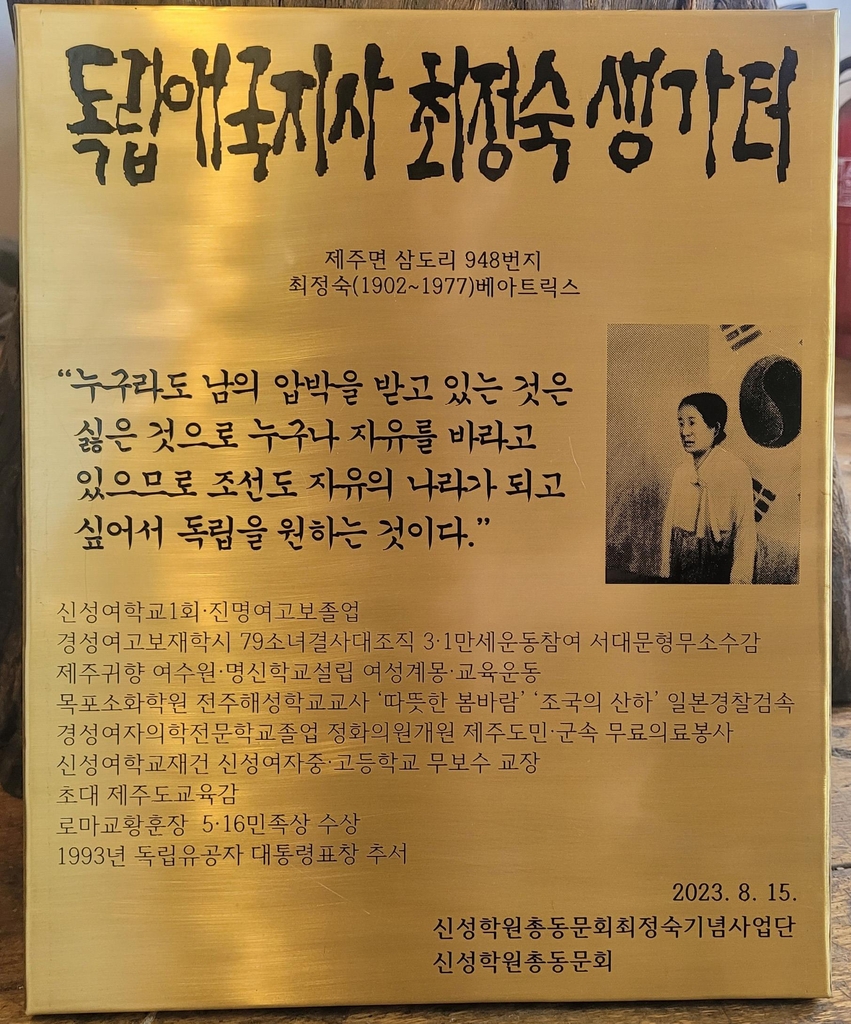 독립애국지사 최정숙 생가터
제주면 삼도리 948번지
최정숙(1902~1977)베아트릭스
“누구라도 남의 압박을 받고 있는 것은
싫은 것으로 누구나 자유를 바라고
있으므로 조선도 자유의 나라가 되고
싶어서 독립을 원하는 것이다.”
신성여학교1회·진명여고보졸업
경성여고보재학시 79소녀결사대조직 3·1만세운동참여 서대문형무소수감
제주귀향 여수원·명신학교설립 여성계몽·교육운동
목포소화학원 전주해성학교교사 ‘따뜻한 봄바람’ ‘조국의 산하’ 일본경찰검속
경성여자의학전문학교졸업 정화의원개원 제주도민·군속 무료의료봉사
신성여학교재건 신성여자중·고등학교 무보수 교장
초대 제주도교육감
로마교황훈장 5·16민족상 수상
1993년 독립유공자 대통령표창 추서
2023. 8. 15.
신성학원총동문회최정숙기념사업단
신성학원총동문회